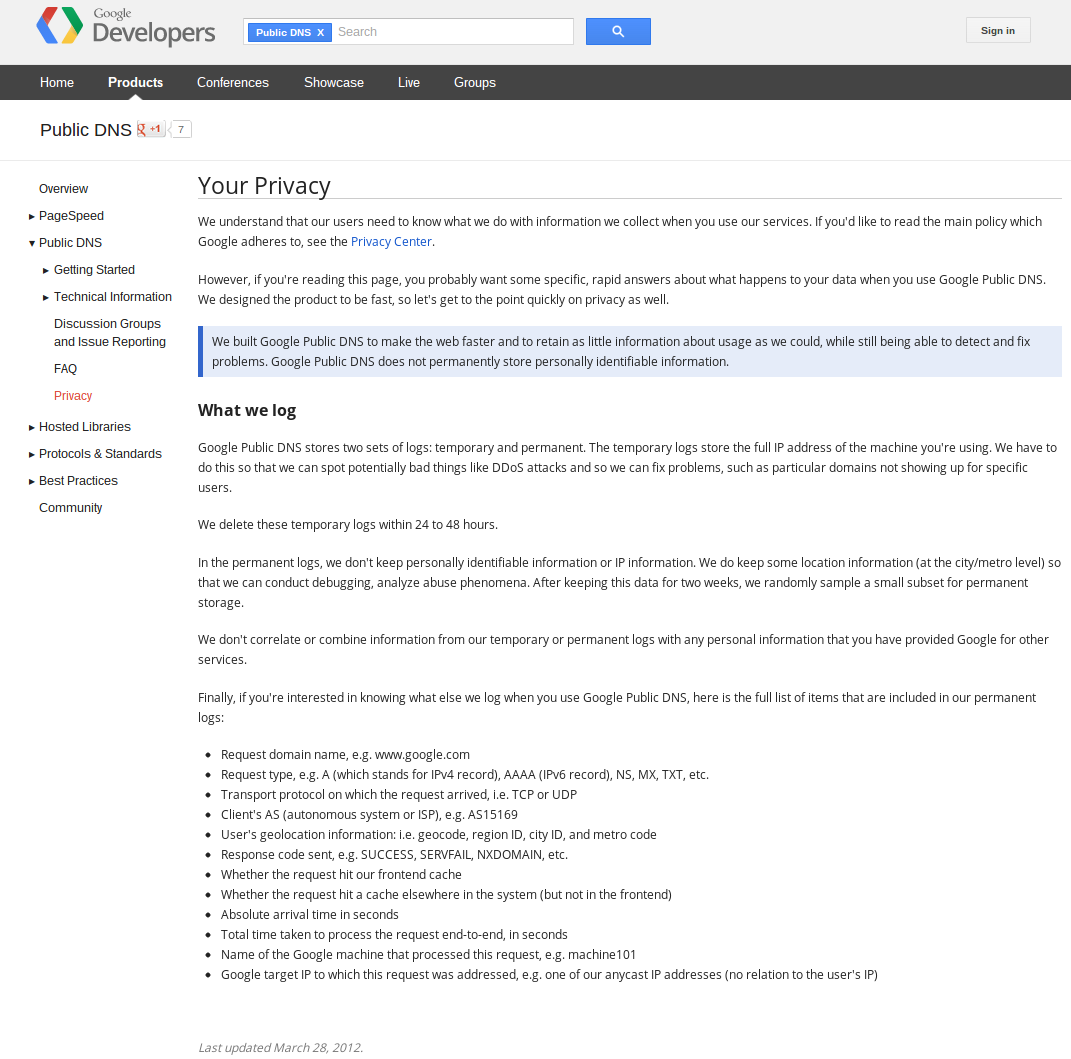 Google
Developers
Public DNS X Search
Sign in
Home Products Conferences Showcase Live Groups
Public DNS g +1 7
Overview
▸ PageSpeed
▾ Public DNS
▸ Getting Started
▸ Technical Information
Discussion Groups
and Issue Reporting
FAQ
Privacy
▸ Hosted Libraries
▸ Protocols & Standards
▸ Best Practices
Community
Your Privacy
We understand that our users need to know what we do with information we collect when you use our services. If you'd like to read the main policy which
Google adheres to, see the Privacy Center.
However, if you're reading this page, you probably want some specific, rapid answers about what happens to your data when you use Google Public DNS.
We designed the product to be fast, so let's get to the point quickly on privacy as well.
We built Google Public DNS to make the web faster and to retain as little information about usage as we could, while still being able to detect and fix
problems. Google Public DNS does not permanently store personally identifiable information.
What we log
Google Public DNS stores two sets of logs: temporary and permanent. The temporary logs store the full IP address of the machine you're using. We have to
do this so that we can spot potentially bad things like DDoS attacks and so we can fix problems, such as particular domains not showing up for specific
users.
We delete these temporary logs within 24 to 48 hours.
In the permanent logs, we don't keep personally identifiable information or IP information. We do keep some location information (at the city/metro level) so
that we can conduct debugging, analyze abuse phenomena. After keeping this data for two weeks, we randomly sample a small subset for permanent
storage.
We don't correlate or combine information from our temporary or permanent logs with any personal information that you have provided Google for other
services.
Finally, if you're interested in knowing what else we log when you use Google Public DNS, here is the full list of items that are included in our permanent
logs:
• Request domain name, e.g. www.google.com
• Request type, e.g. A (which stands for IPv4 record), AAAA (IPv6 record), NS, MX, TXT, etc.
• Transport protocol on which the request arrived, i.e. TCP or UDP
• Client's AS (autonomous system or ISP), e.g. AS15169
• User's geolocation information: i.e. geocode, region ID, city ID, and metro code
• Response code sent, e.g. SUCCESS, SERVFAIL, NXDOMAIN, etc.
• Whether the request hit our frontend cache
• Whether the request hit a cache elsewhere in the system (but not in the frontend)
• Absolute arrival time in seconds
• Total time taken to process the request end-to-end, in seconds
• Name of the Google machine that processed this request, e.g. machine101
• Google target IP to which this request was addressed, e.g. one of our anycast IP addresses (no relation to the user's IP)
Last updated March 28, 2012.